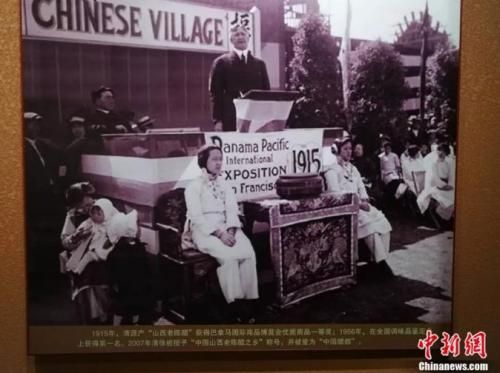 CHINESE VILLAGE
Panama Pacific
International 1915
EXPOSITION
n Francisco
1915年，清源产“山西老陈醋”获得巴拿马国际商品博览会优质商品一等奖；1956年，在全国调味品鉴定
上获得第一名。2007年清徐被授予“中国山西老陈醋之乡”称号，并被誉为“中国醋都”。
中新网
Chinanews.com